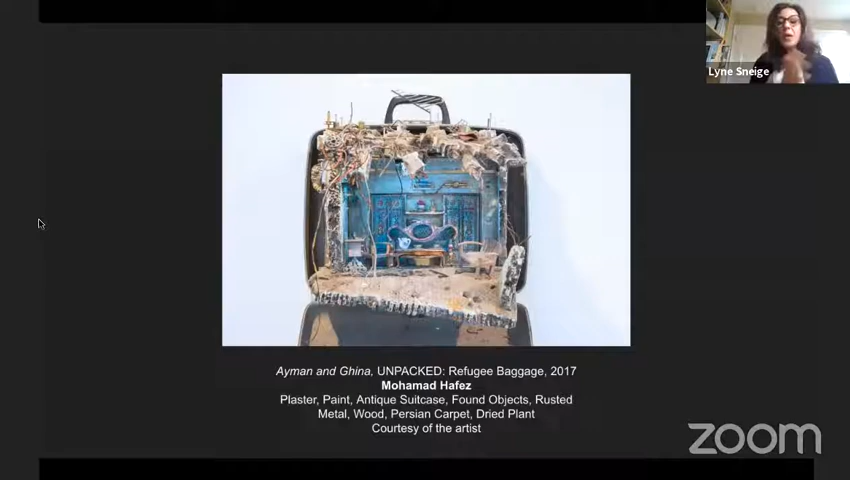 Lyne Sneige
Ayman and Ghina, UNPACKED: Refugee Baggage, 2017
Mohamad Hafez
Plaster, Paint, Antique Suitcase, Found Objects, Rusted
Metal, Wood, Persian Carpet, Dried Plant
Courtesy of the artist
zoom